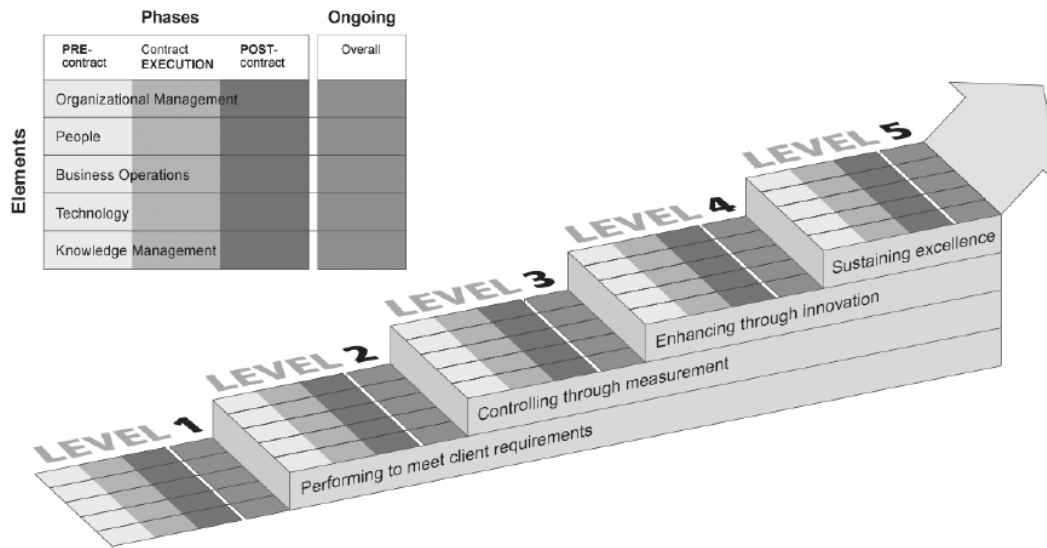 Phases Ongoing
PRE- Contract POST- Overall
contract EXECUTION contract
Elements
Organizational Management
People
Business Operations
Technology
Knowledge Management
LEVEL 1
LEVEL 2
LEVEL 3
LEVEL 4
LEVEL 5
Sustaining excellence
Enhancing through innovation
Controlling through measurement
Performing to meet client requirements